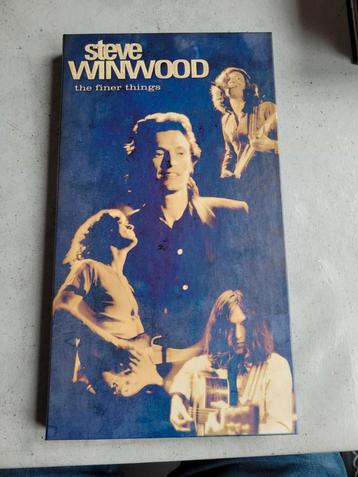 steve
WINWOOD
the finer things